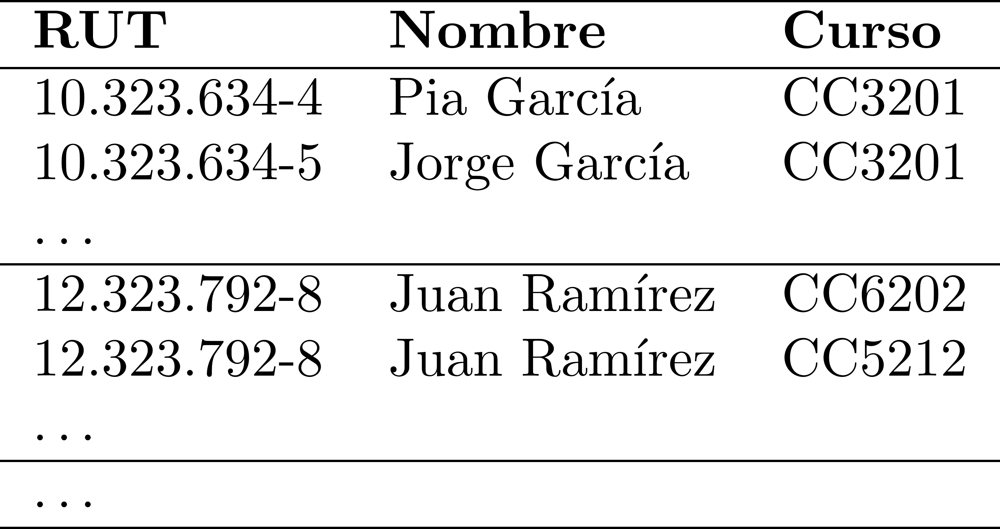 RUT Nombre Curso
10.323.634-4 Pia García CC3201
10.323.634-5 Jorge García CC3201
...
12.323.792-8 Juan Ramírez CC6202
12.323.792-8 Juan Ramírez CC5212
...
...